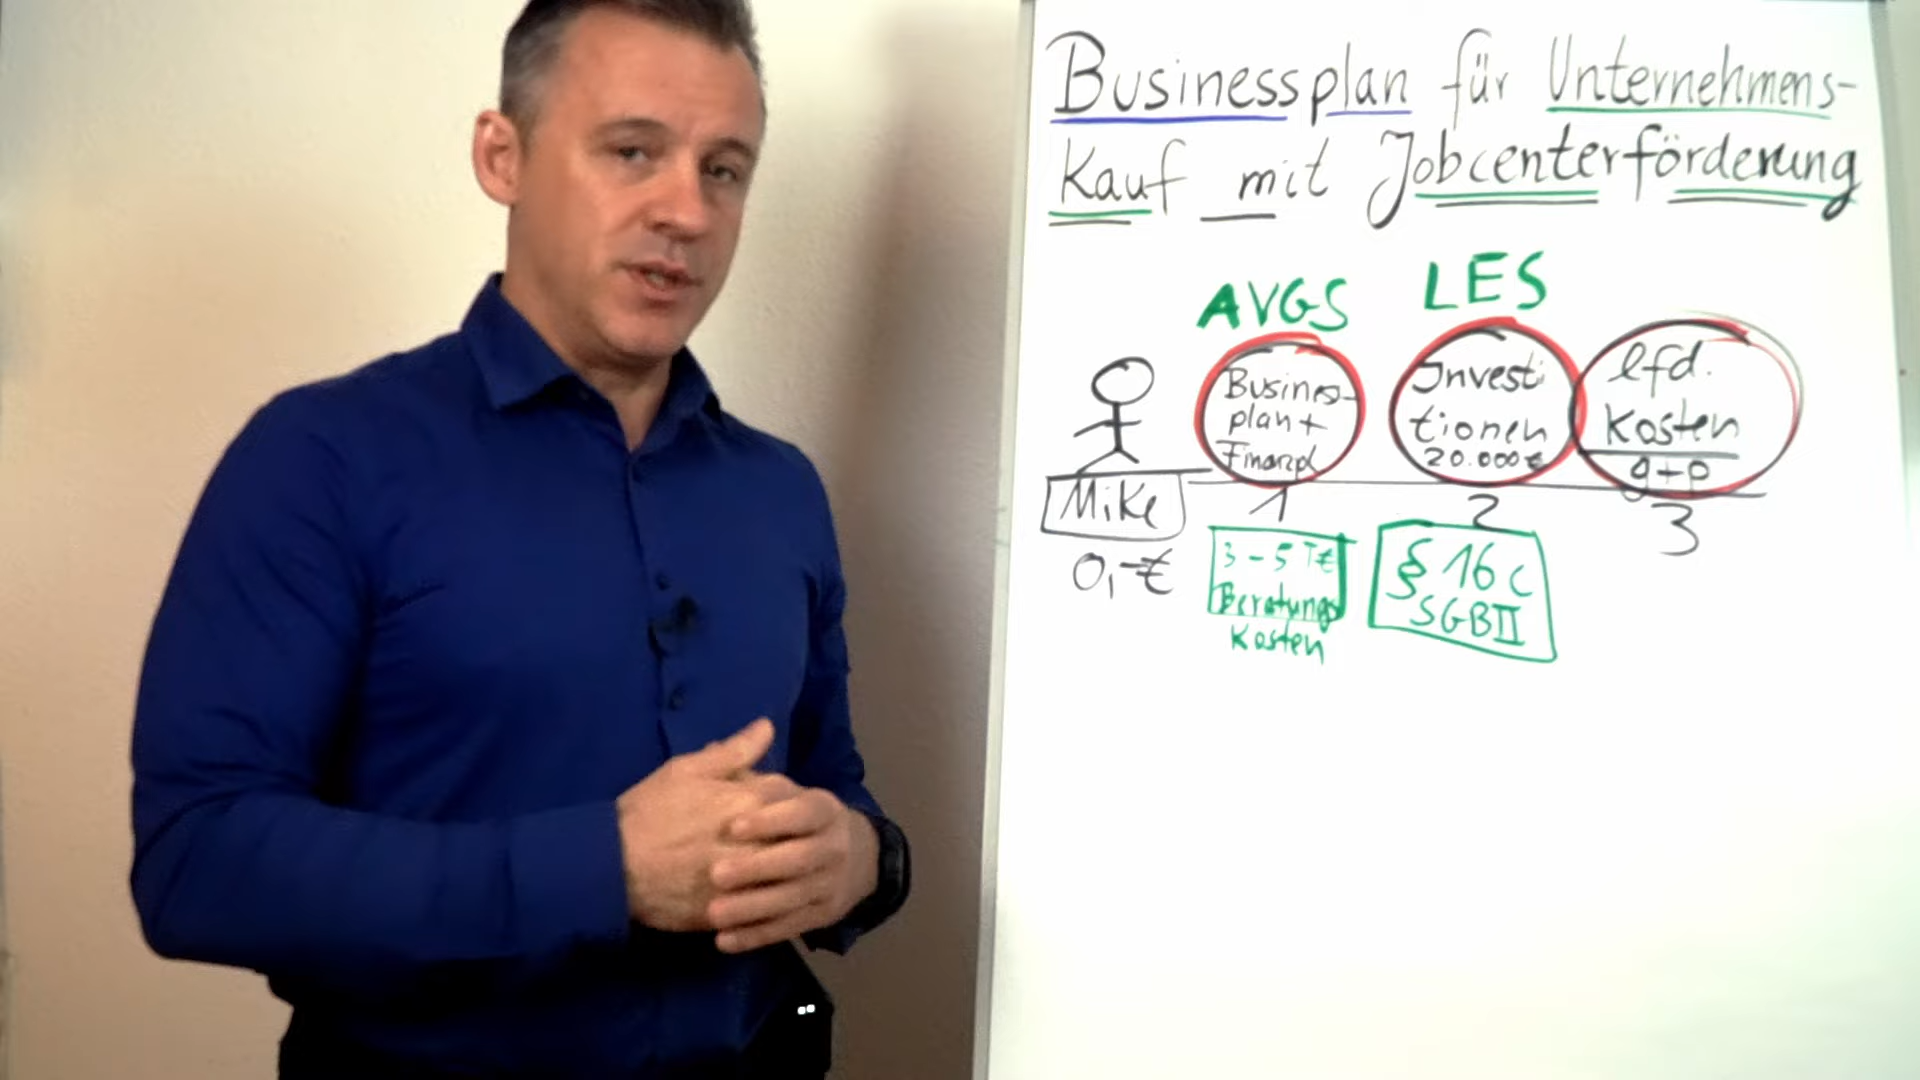 Businessplan für Unternehmens-
Kauf mit Jobcenterförderung
AVGS
LES
Busines-
plan+
Finanzpl
Investi
tionen
20.000€
lfd.
Kosten
g+p
Mike
1
2
3
0,-€
3-5 T€
Beratungs
Kosten
§ 16 c
SGB II